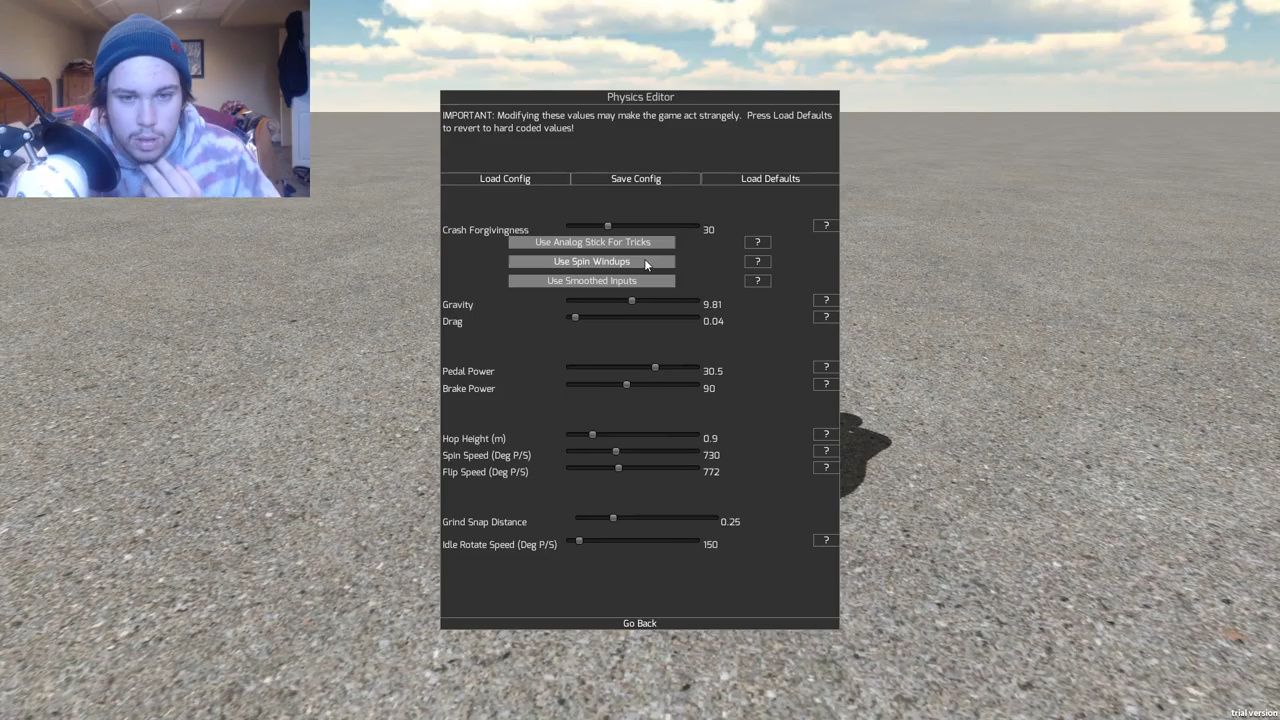 Physics Editor
IMPORTANT: Modifying these values may make the game act strangely. Press Load Defaults
to revert to hard coded values!
Load Config Save Config Load Defaults
Crash Forgivingness 30 ?
Use Analog Stick For Tricks ?
Use Spin Windups ?
Use Smoothed Inputs ?
Gravity 9.81 ?
Drag 0.04 ?
Pedal Power 30.5 ?
Brake Power 90 ?
Hop Height (m) 0.9 ?
Spin Speed (Deg P/S) 730 ?
Flip Speed (Deg P/S) 772 ?
Grind Snap Distance 0.25
Idle Rotate Speed (Deg P/S) 150 ?
Go Back
trial version